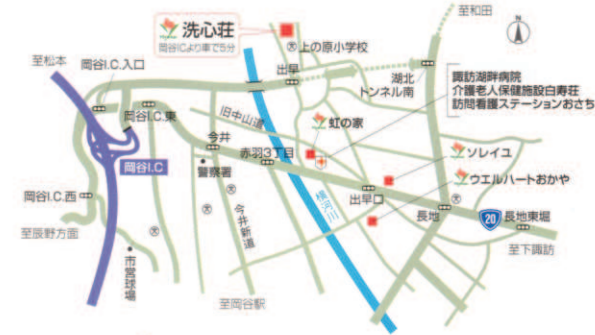 洗心荘
岡谷ICより車で5分
至和田
至松本
岡谷I.C.入口
文
上の原小学校
出早
湖北
トンネル南
諏訪湖畔病院
介護老人保健施設白寿荘
訪問看護ステーションおさち
岡谷I.C.東
旧中山道
虹の家
今井
赤羽3丁目
ソレイユ
岡谷I.C
警察署
ウエルハートおかや
岡谷I.C.西
文
今井新道
横河川
出早口
文
長地
20
長地東堀
至辰野方面
文
市営球場
至下諏訪
至岡谷駅